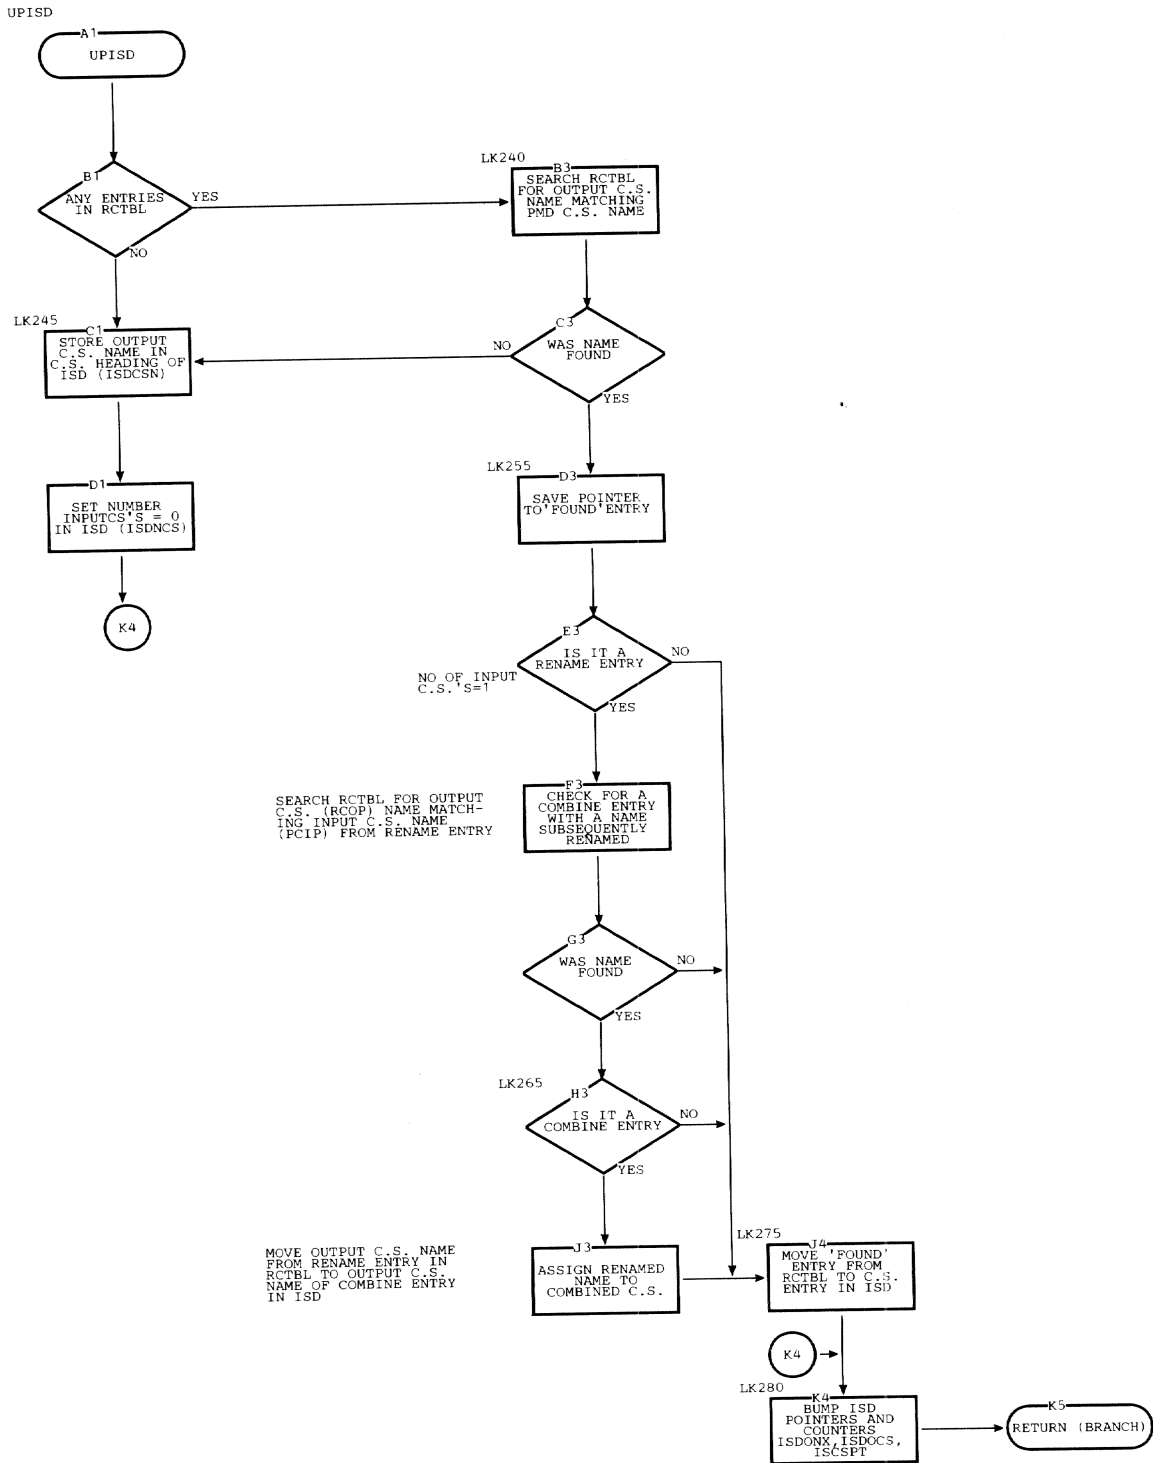 UPISD
A1
UPISD
B1
ANY ENTRIES
IN RCTBL
YES
NO
LK240
B3
SEARCH RCTBL
FOR OUTPUT C.S.
NAME MATCHING
PMD C.S. NAME
LK245
C1
STORE OUTPUT
C.S. NAME IN
C.S. HEADING OF
ISD (ISDCSN)
C3
WAS NAME
FOUND
NO
YES
D1
SET NUMBER
INPUTCS'S = 0
IN ISD (ISDNCS)
K4
LK255
D3
SAVE POINTER
TO'FOUND'ENTRY
E3
IS IT A
RENAME ENTRY
NO
NO OF INPUT
C.S.'S=1
YES
F3
CHECK FOR A
COMBINE ENTRY
WITH A NAME
SUBSEQUENTLY
RENAMED
SEARCH RCTBL FOR OUTPUT
C.S. (RCOP) NAME MATCH-
ING INPUT C.S. NAME
(PCIP) FROM RENAME ENTRY
G3
WAS NAME
FOUND
NO
YES
LK265
H3
IS IT A
COMBINE ENTRY
NO
YES
MOVE OUTPUT C.S. NAME
FROM RENAME ENTRY IN
RCTBL TO OUTPUT C.S.
NAME OF COMBINE ENTRY
IN ISD
J3
ASSIGN RENAMED
NAME TO
COMBINED C.S.
LK275
J4
MOVE 'FOUND'
ENTRY FROM
RCTBL TO C.S.
ENTRY IN ISD
K4
LK280
K4
BUMP ISD
POINTERS AND
COUNTERS
ISDONX,ISDOCS,
ISCSPT
K5
RETURN (BRANCH)